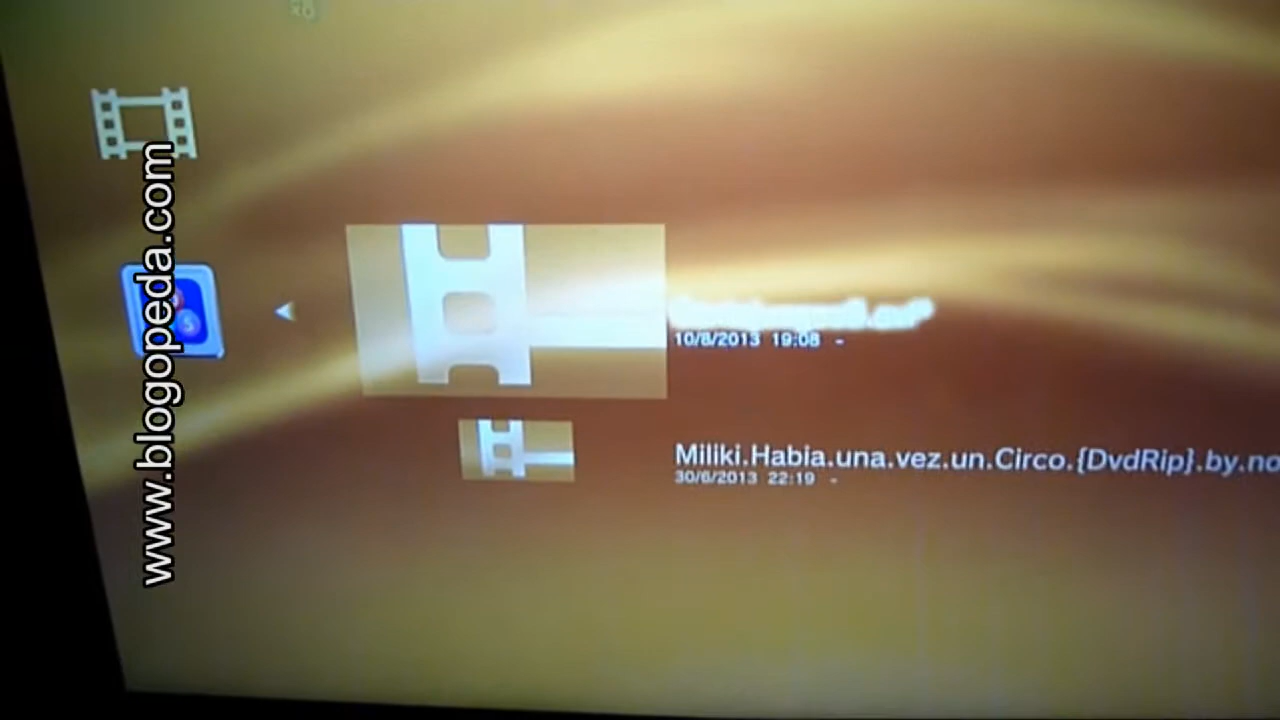 www.blogopeda.com
10/8/2013 19:08 -
Miliki.Habia.una.vez.un.Circo.{DvdRip}.by.no
30/6/2013 22:19 -